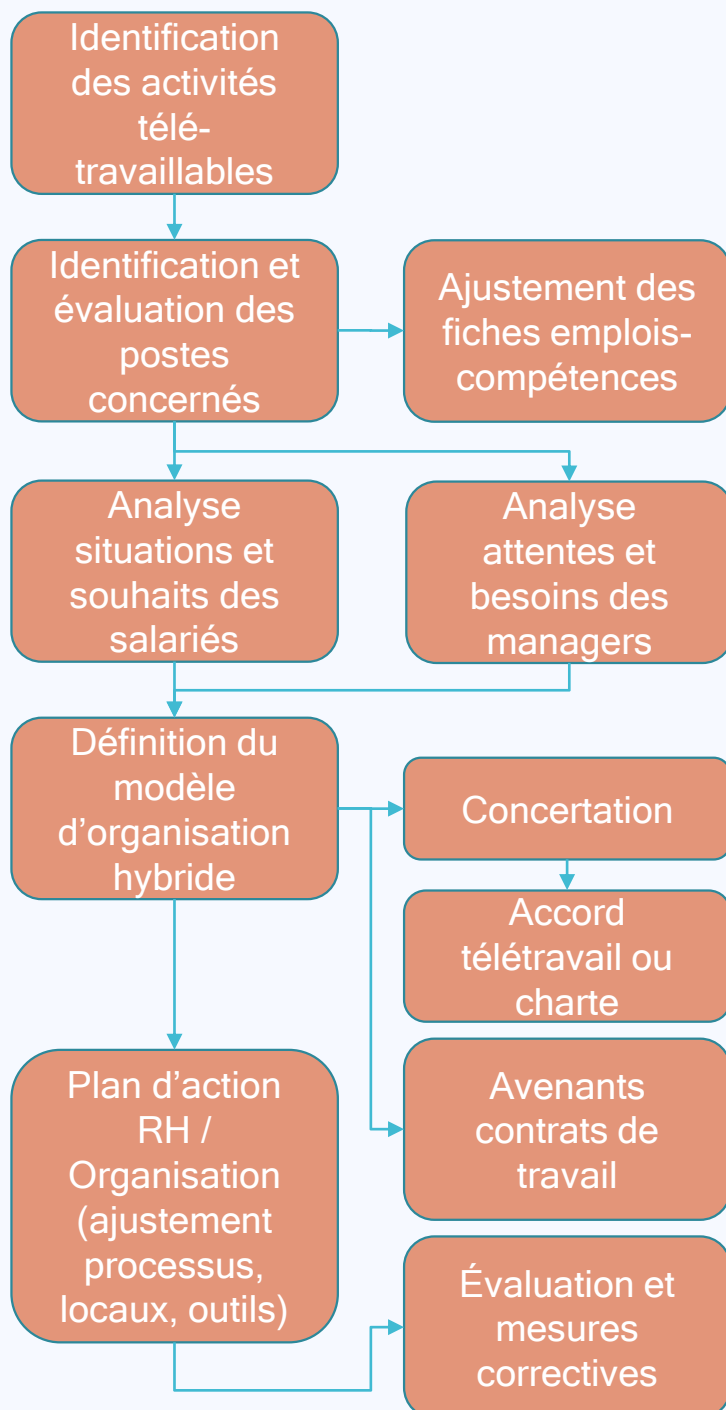 Identification
des activités
télé-
travaillables
Identification et
évaluation des
postes
concernés
Ajustement des
fiches emplois-
compétences
Analyse
situations et
souhaits des
salariés
Analyse
attentes et
besoins des
managers
Définition du
modèle
d’organisation
hybride
Concertation
Accord
télétravail ou
charte
Avenants
contrats de
travail
Plan d’action
RH /
Organisation
(ajustement
processus,
locaux, outils)
Évaluation et
mesures
correctives